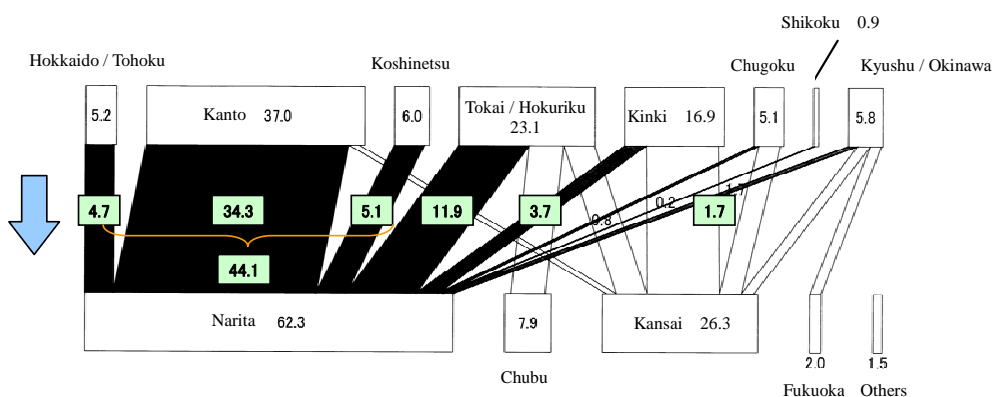 Shikoku 0.9
Hokkaido / Tohoku
Koshinetsu
Chugoku
Kyushu / Okinawa
5.2
Kanto 37.0
6.0
Tokai / Hokuriku
23.1
Kinki 16.9
5.1
5.8
4.7
34.3
5.1
11.9
3.7
0.8
0.2
1.7
1.7
44.1
Narita 62.3
7.9
Kansai 26.3
Chubu
2.0
1.5
Fukuoka
Others